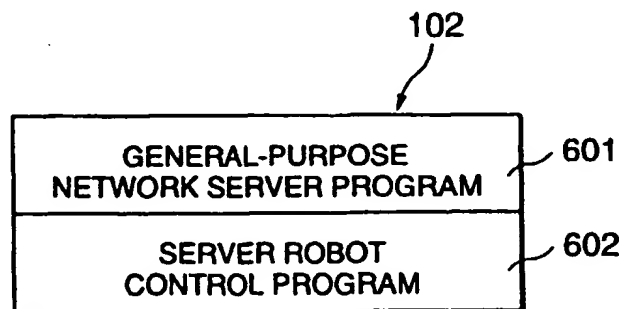 102
GENERAL-PURPOSE
NETWORK SERVER PROGRAM
601
SERVER ROBOT
CONTROL PROGRAM
602